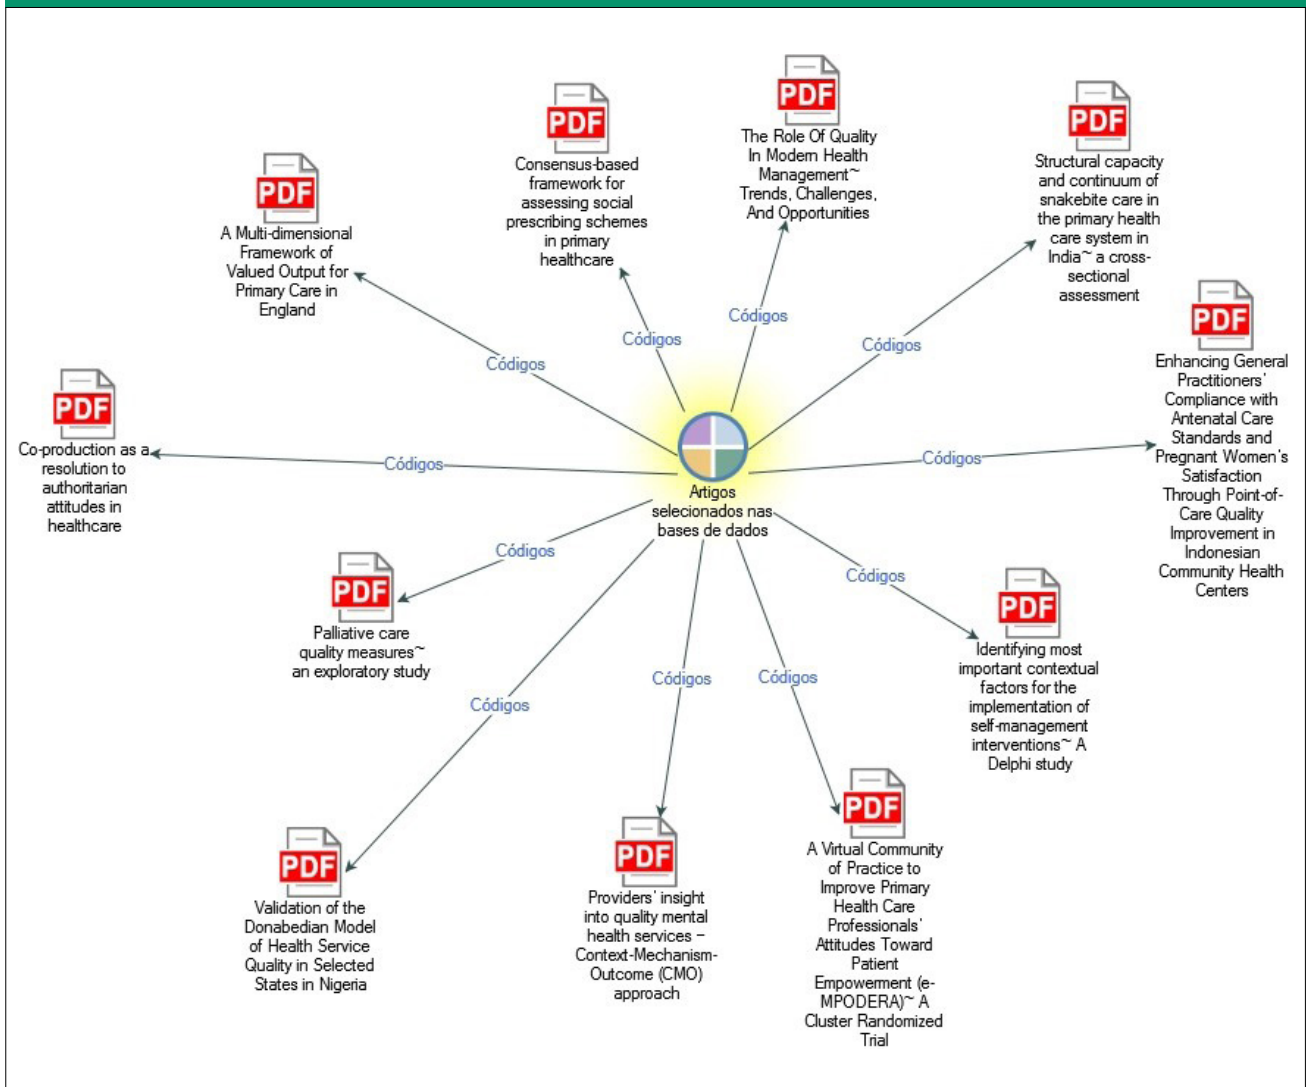 PDF
The Role Of Quality
In Modern Health
Management~
Trends, Challenges,
And Opportunities
PDF
Consensus-based
framework for
assessing social
prescribing schemes
in primary
healthcare
PDF
Structural capacity
and continuum of
snakebite care in
the primary health
care system in
India~ a cross-
sectional
assessment
PDF
A Multi-dimensional
Framework of
Valued Output for
Primary Care in
England
PDF
Enhancing General
Practitioners'
Compliance with
Antenatal Care
Standards and
Pregnant Women's
Satisfaction
Through Point-of-
Care Quality
Improvement in
Indonesian
Community Health
Centers
Códigos
Códigos
Códigos
Códigos
PDF
Co-production as a
resolution to
authoritarian
attitudes in
healthcare
Códigos
Códigos
Artigos
selecionados nas
bases de dados
Códigos
Códigos
PDF
Palliative care
quality measures~
an exploratory study
PDF
Identifying most
important contextual
factors for the
implementation of
self-management
interventions~ A
Delphi study
Códigos
Códigos
Códigos
PDF
Validation of the
Donabedian Model
of Health Service
Quality in Selected
States in Nigeria
PDF
Providers' insight
into quality mental
health services –
Context-Mechanism-
Outcome (CMO)
approach
PDF
A Virtual Community
of Practice to
Improve Primary
Health Care
Professionals'
Attitudes Toward
Patient
Empowerment (e-
MPODERA)~ A
Cluster Randomized
Trial